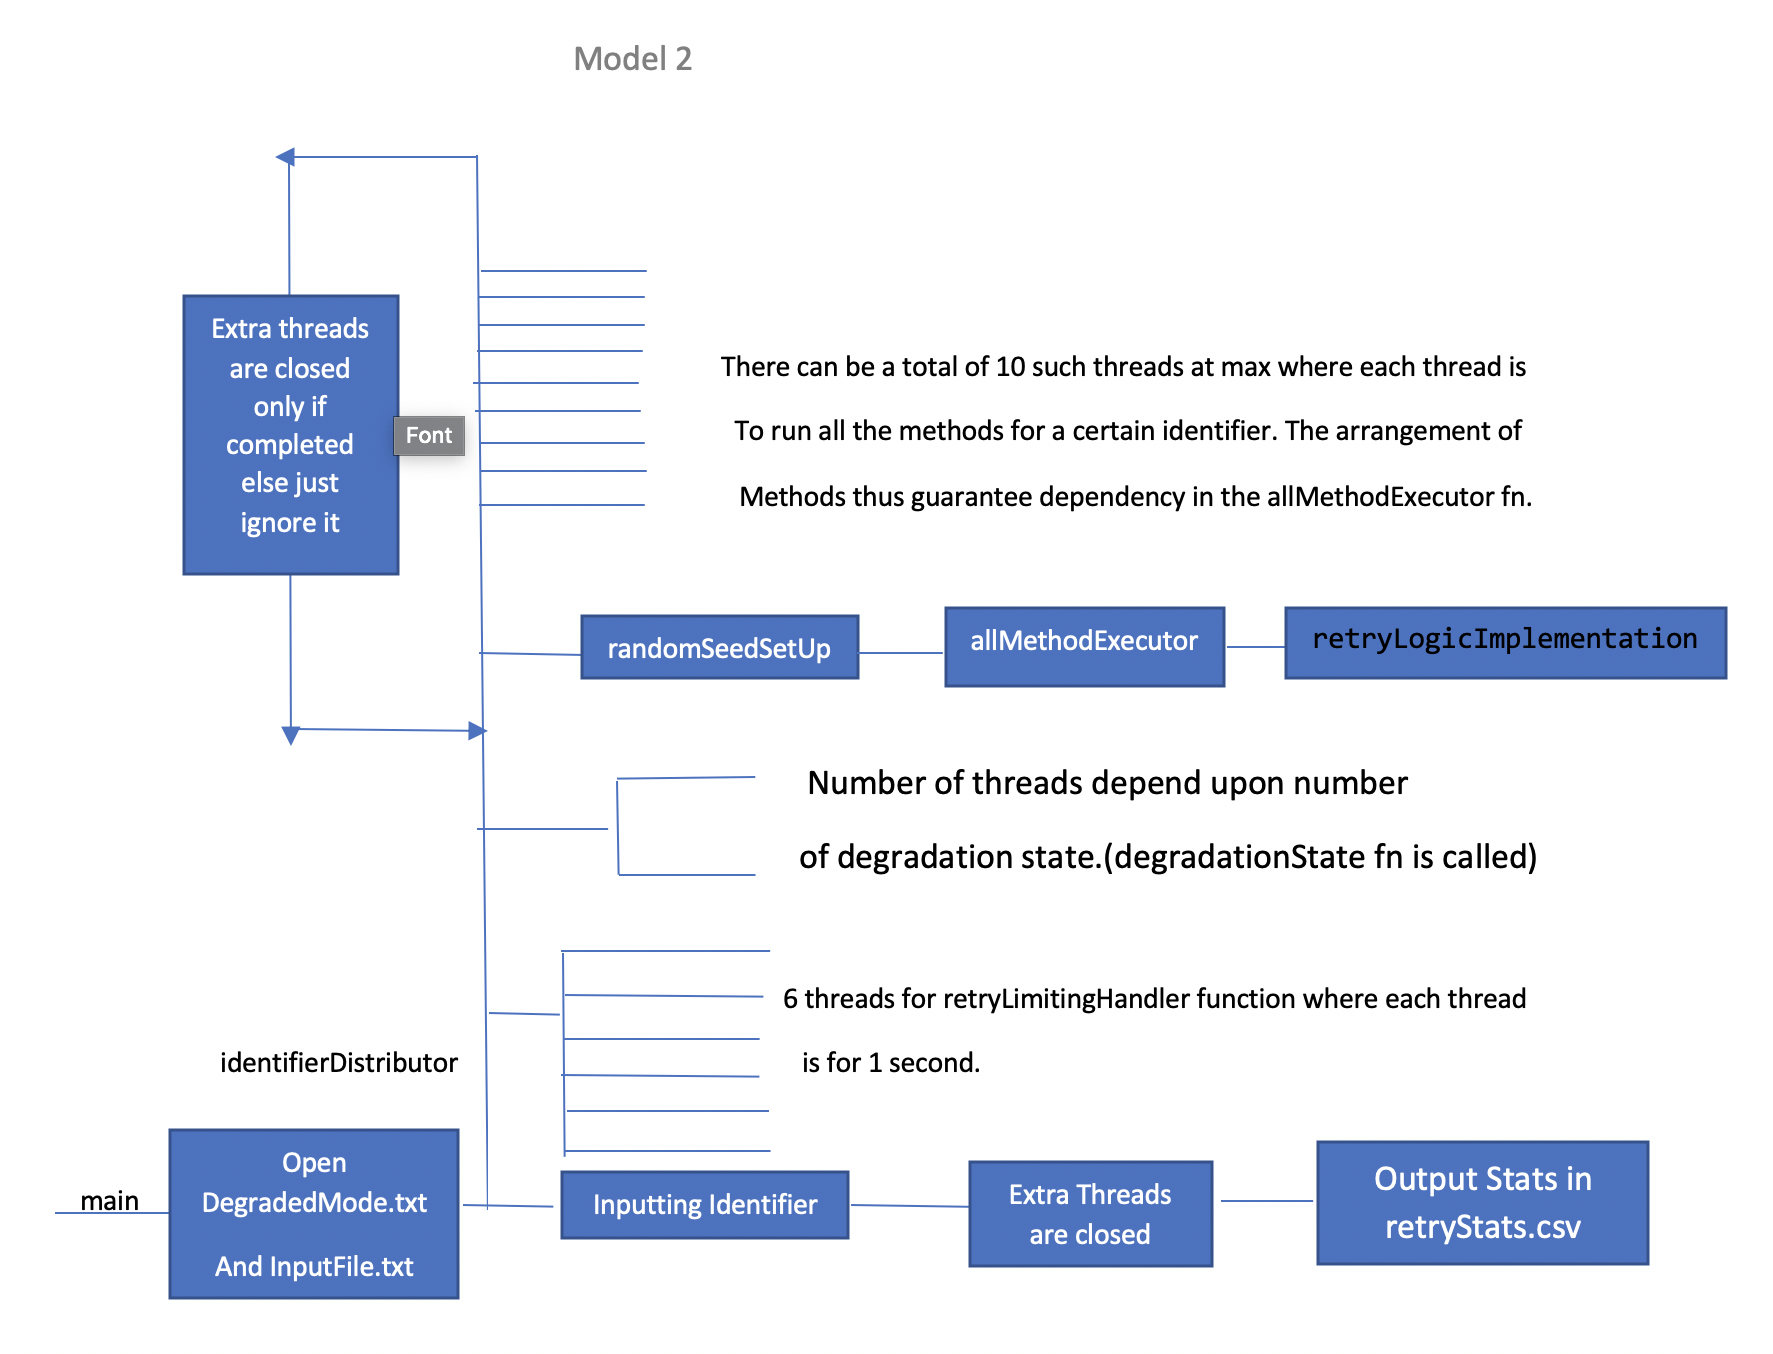 Model 2
Extra threads
are closed
only if
completed
else just
ignore it
Font
There can be a total of 10 such threads at max where each thread is
To run all the methods for a certain identifier. The arrangement of
Methods thus guarantee dependency in the allMethodExecutor fn.
randomSeedSetUp
allMethodExecutor
retryLogicImplementation
Number of threads depend upon number
of degradation state.(degradationState fn is called)
6 threads for retryLimitingHandler function where each thread
is for 1 second.
identifierDistributor
main
Open
DegradedMode.txt
And InputFile.txt
Inputting Identifier
Extra Threads
are closed
Output Stats in
retryStats.csv